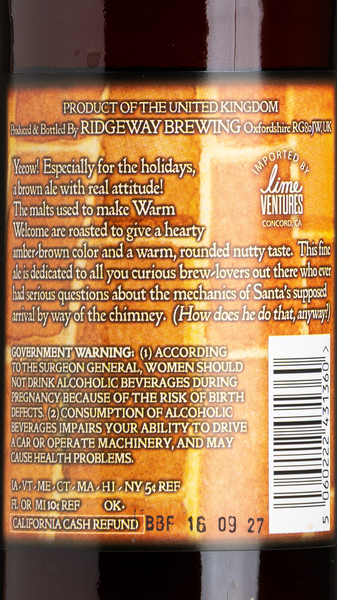 PRODUCT OF THE UNITED KINGDOM
Produced & Bottled By RIDGEWAY BREWING Oxfordshire RG80JW, UK
Yeeow! Especially for the holidays,
a brown ale with real attitude!
The malts used to make Warm
Welcome are roasted to give a hearty
amber-brown color and a warm, rounded nutty taste. This fine
ale is dedicated to all you curious brew-lovers out there who ever
had serious questions about the mechanics of Santa's supposed
arrival by way of the chimney. (How does he do that, anyway!)
IMPORTED BY
lime
VENTURES
CONCORD, CA
GOVERNMENT WARNING: (1) ACCORDING
TO THE SURGEON GENERAL, WOMEN SHOULD
NOT DRINK ALCOHOLIC BEVERAGES DURING
PREGNANCY BECAUSE OF THE RISK OF BIRTH
DEFECTS. (2) CONSUMPTION OF ALCOHOLIC
BEVERAGES IMPAIRS YOUR ABILITY TO DRIVE
A CAR OR OPERATE MACHINERY, AND MAY
CAUSE HEALTH PROBLEMS.
IA - VT - ME - CT - MA - HI - NY 5¢ REF
FL OR MI 10¢ REF OK+
CALIFORNIA CASH REFUND
BBF 16 09 27
5 060222 431360 >